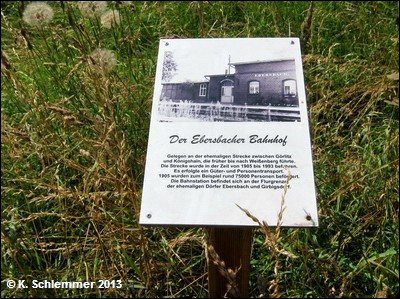 EBERSBACH
Der Ebersbacher Bahnhof
Gelegen an der ehemaligen Strecke zwischen Görlitz
und Königshain, die früher bis nach Weißenberg führte.
Die Strecke wurde in der Zeit von 1905 bis 1993 befahren.
Es erfolgte ein Güter- und Personentransport.
1905 wurden zum Beispiel 75000 Personen befördert.
Die Bahnstation befindet sich an der Flurgrenze
der ehemaligen Dörfer Ebersbach und Girbigsdorf.
© K. Schlemmer 2013